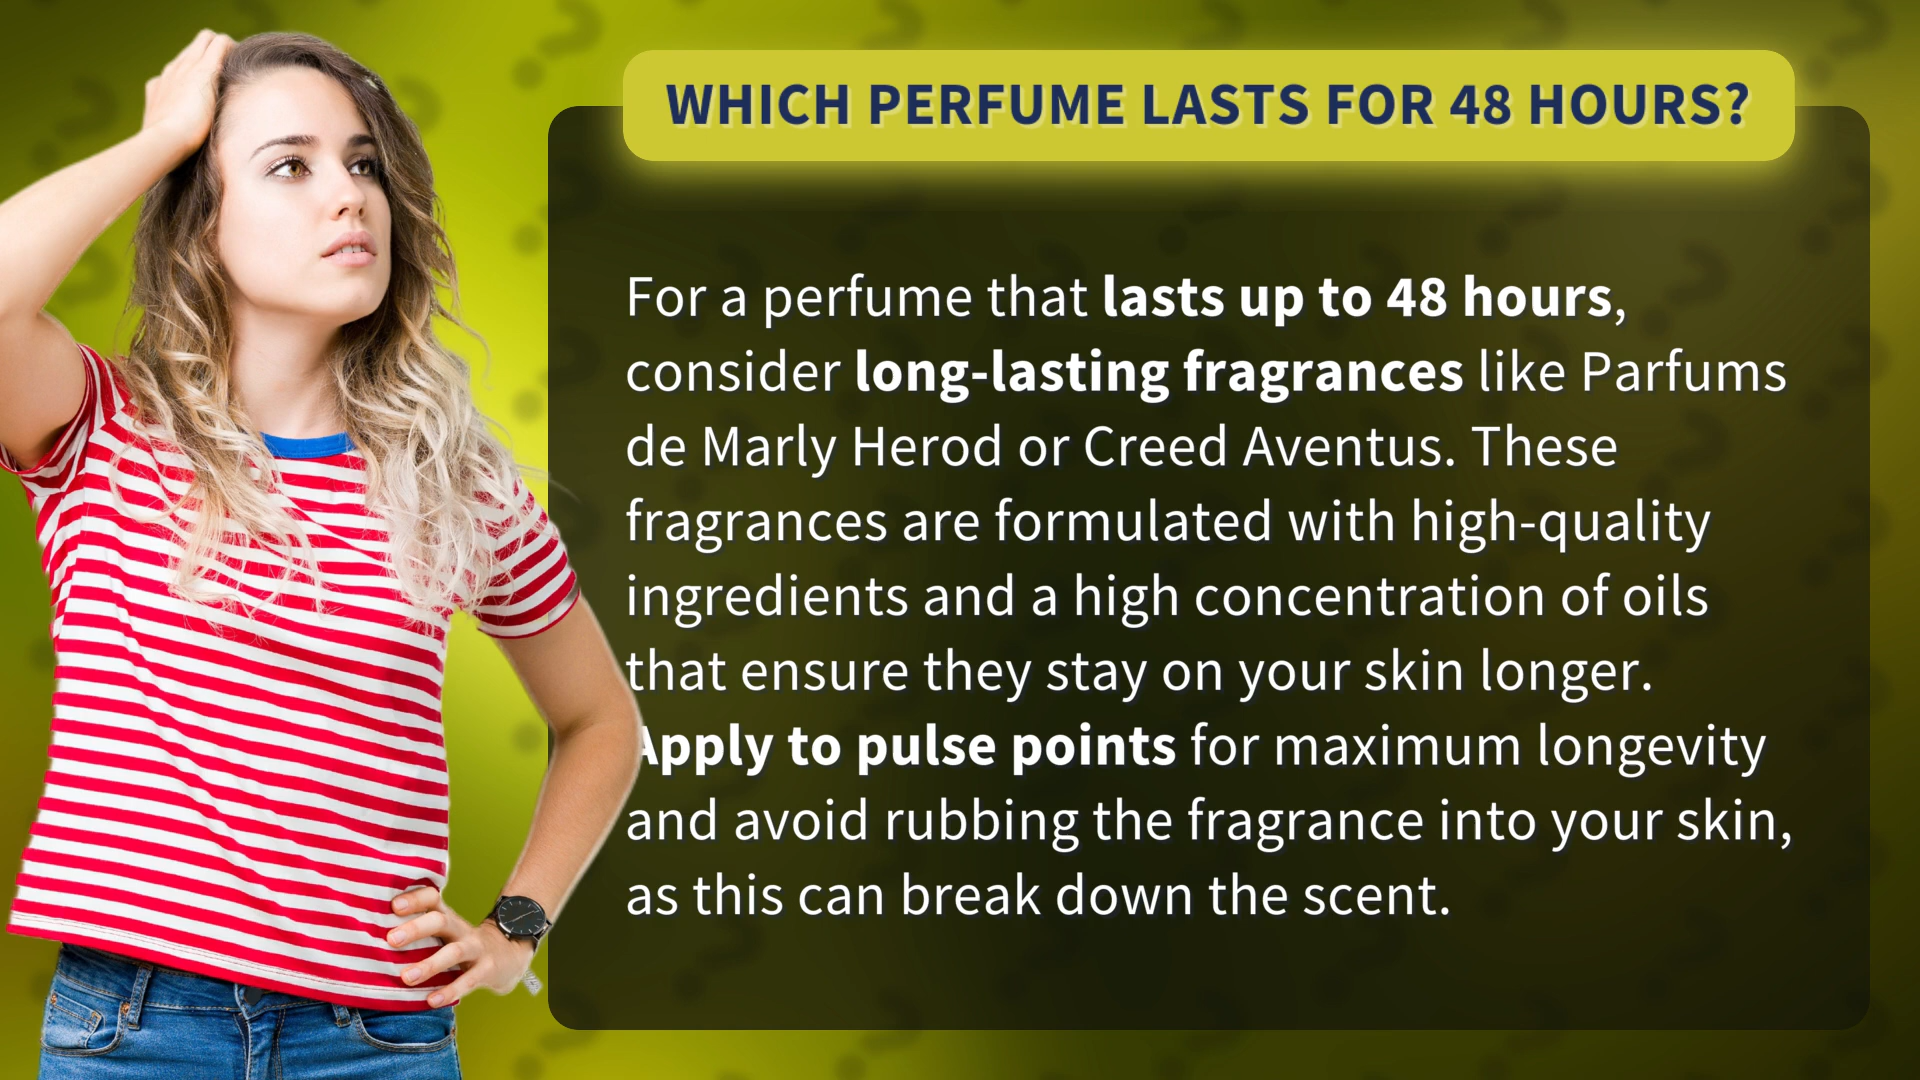 WHICH PERFUME LASTS FOR 48 HOURS?
For a perfume that lasts up to 48 hours,
consider long-lasting fragrances like Parfums
de Marly Herod or Creed Aventus. These
fragrances are formulated with high-quality
ingredients and a high concentration of oils
that ensure they stay on your skin longer.
Apply to pulse points for maximum longevity
and avoid rubbing the fragrance into your skin,
as this can break down the scent.